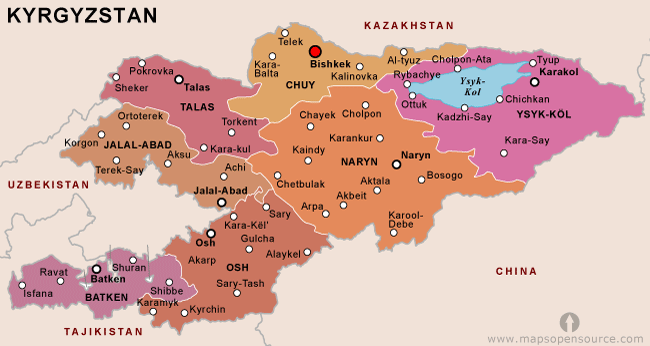 KYRGYZSTAN
KAZAKHSTAN
Telek
Bishkek
Kara-
Balta
Kalinovka
CHUY
Al-tyuz
Cholpon-Ata
Tyup
Rybachye
Ysyk-
Kol
Karakol
Ottuk
Chichkan
Kadzhi-Say
YSYK-KÖL
Kara-Say
Pokrovka
Sheker
Talas
TALAS
Torkent
Kara-kul
Ortoterek
Korgon
JALAL-ABAD
Terek-Say
Aksu
Achi
Jalal-Abad
UZBEKISTAN
Chayek
Cholpon
Karankur
Kaindy
NARYN
Naryn
Chetbulak
Aktala
Bosogo
Akbeit
Arpa
Karool-
Debe
Sary
Kara-Kël'
Osh
Gulcha
Akarp
OSH
Alaykel
Sary-Tash
Shuran
Ravat
Batken
Isfana
BATKEN
Shibbe
Karamyk
Kyrchin
TAJIKISTAN
CHINA
© www.mapsopensource.com